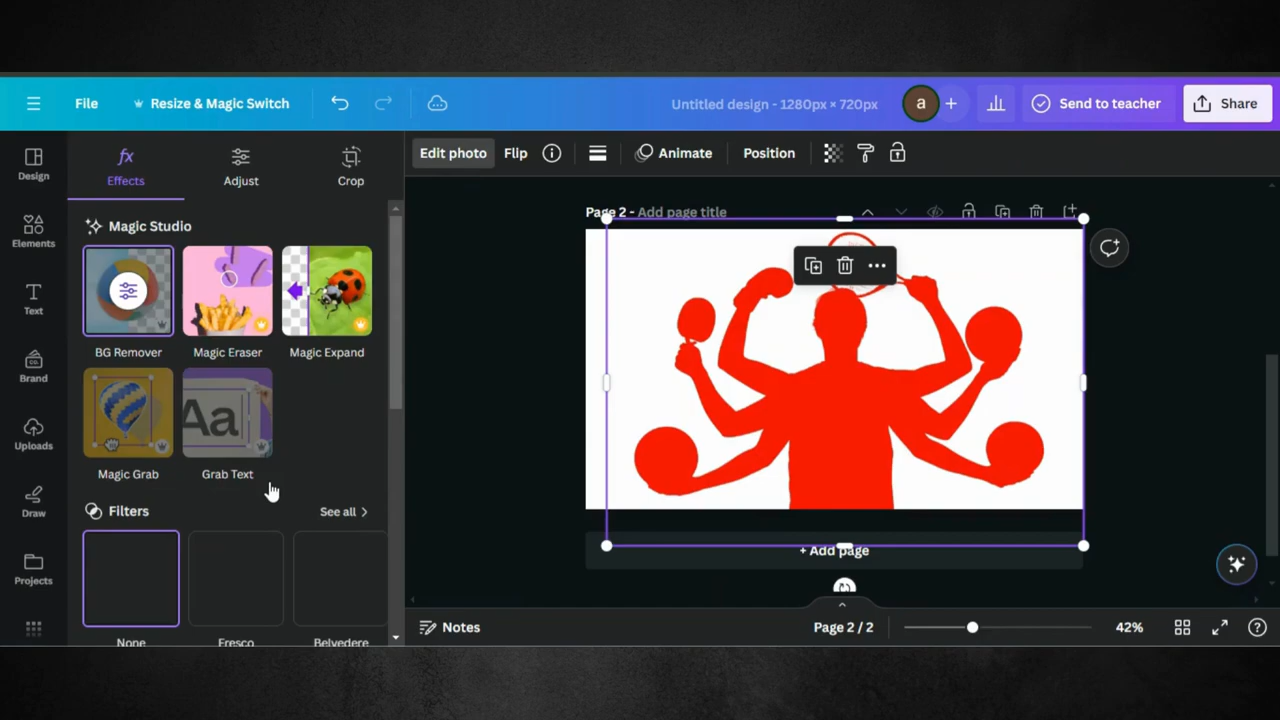 File
Resize & Magic Switch
Untitled design - 1280px × 720px
a
Send to teacher
Share
Design
Elements
Text
Brand
Uploads
Draw
Projects
Effects
Adjust
Crop
Magic Studio
BG Remover
Magic Eraser
Magic Expand
Aa
Magic Grab
Grab Text
Filters
See all
None
Fresco
Belvedere
Edit photo
Flip
Animate
Position
Page 2 - Add page title
+ Add page
Notes
Page 2 / 2
42%